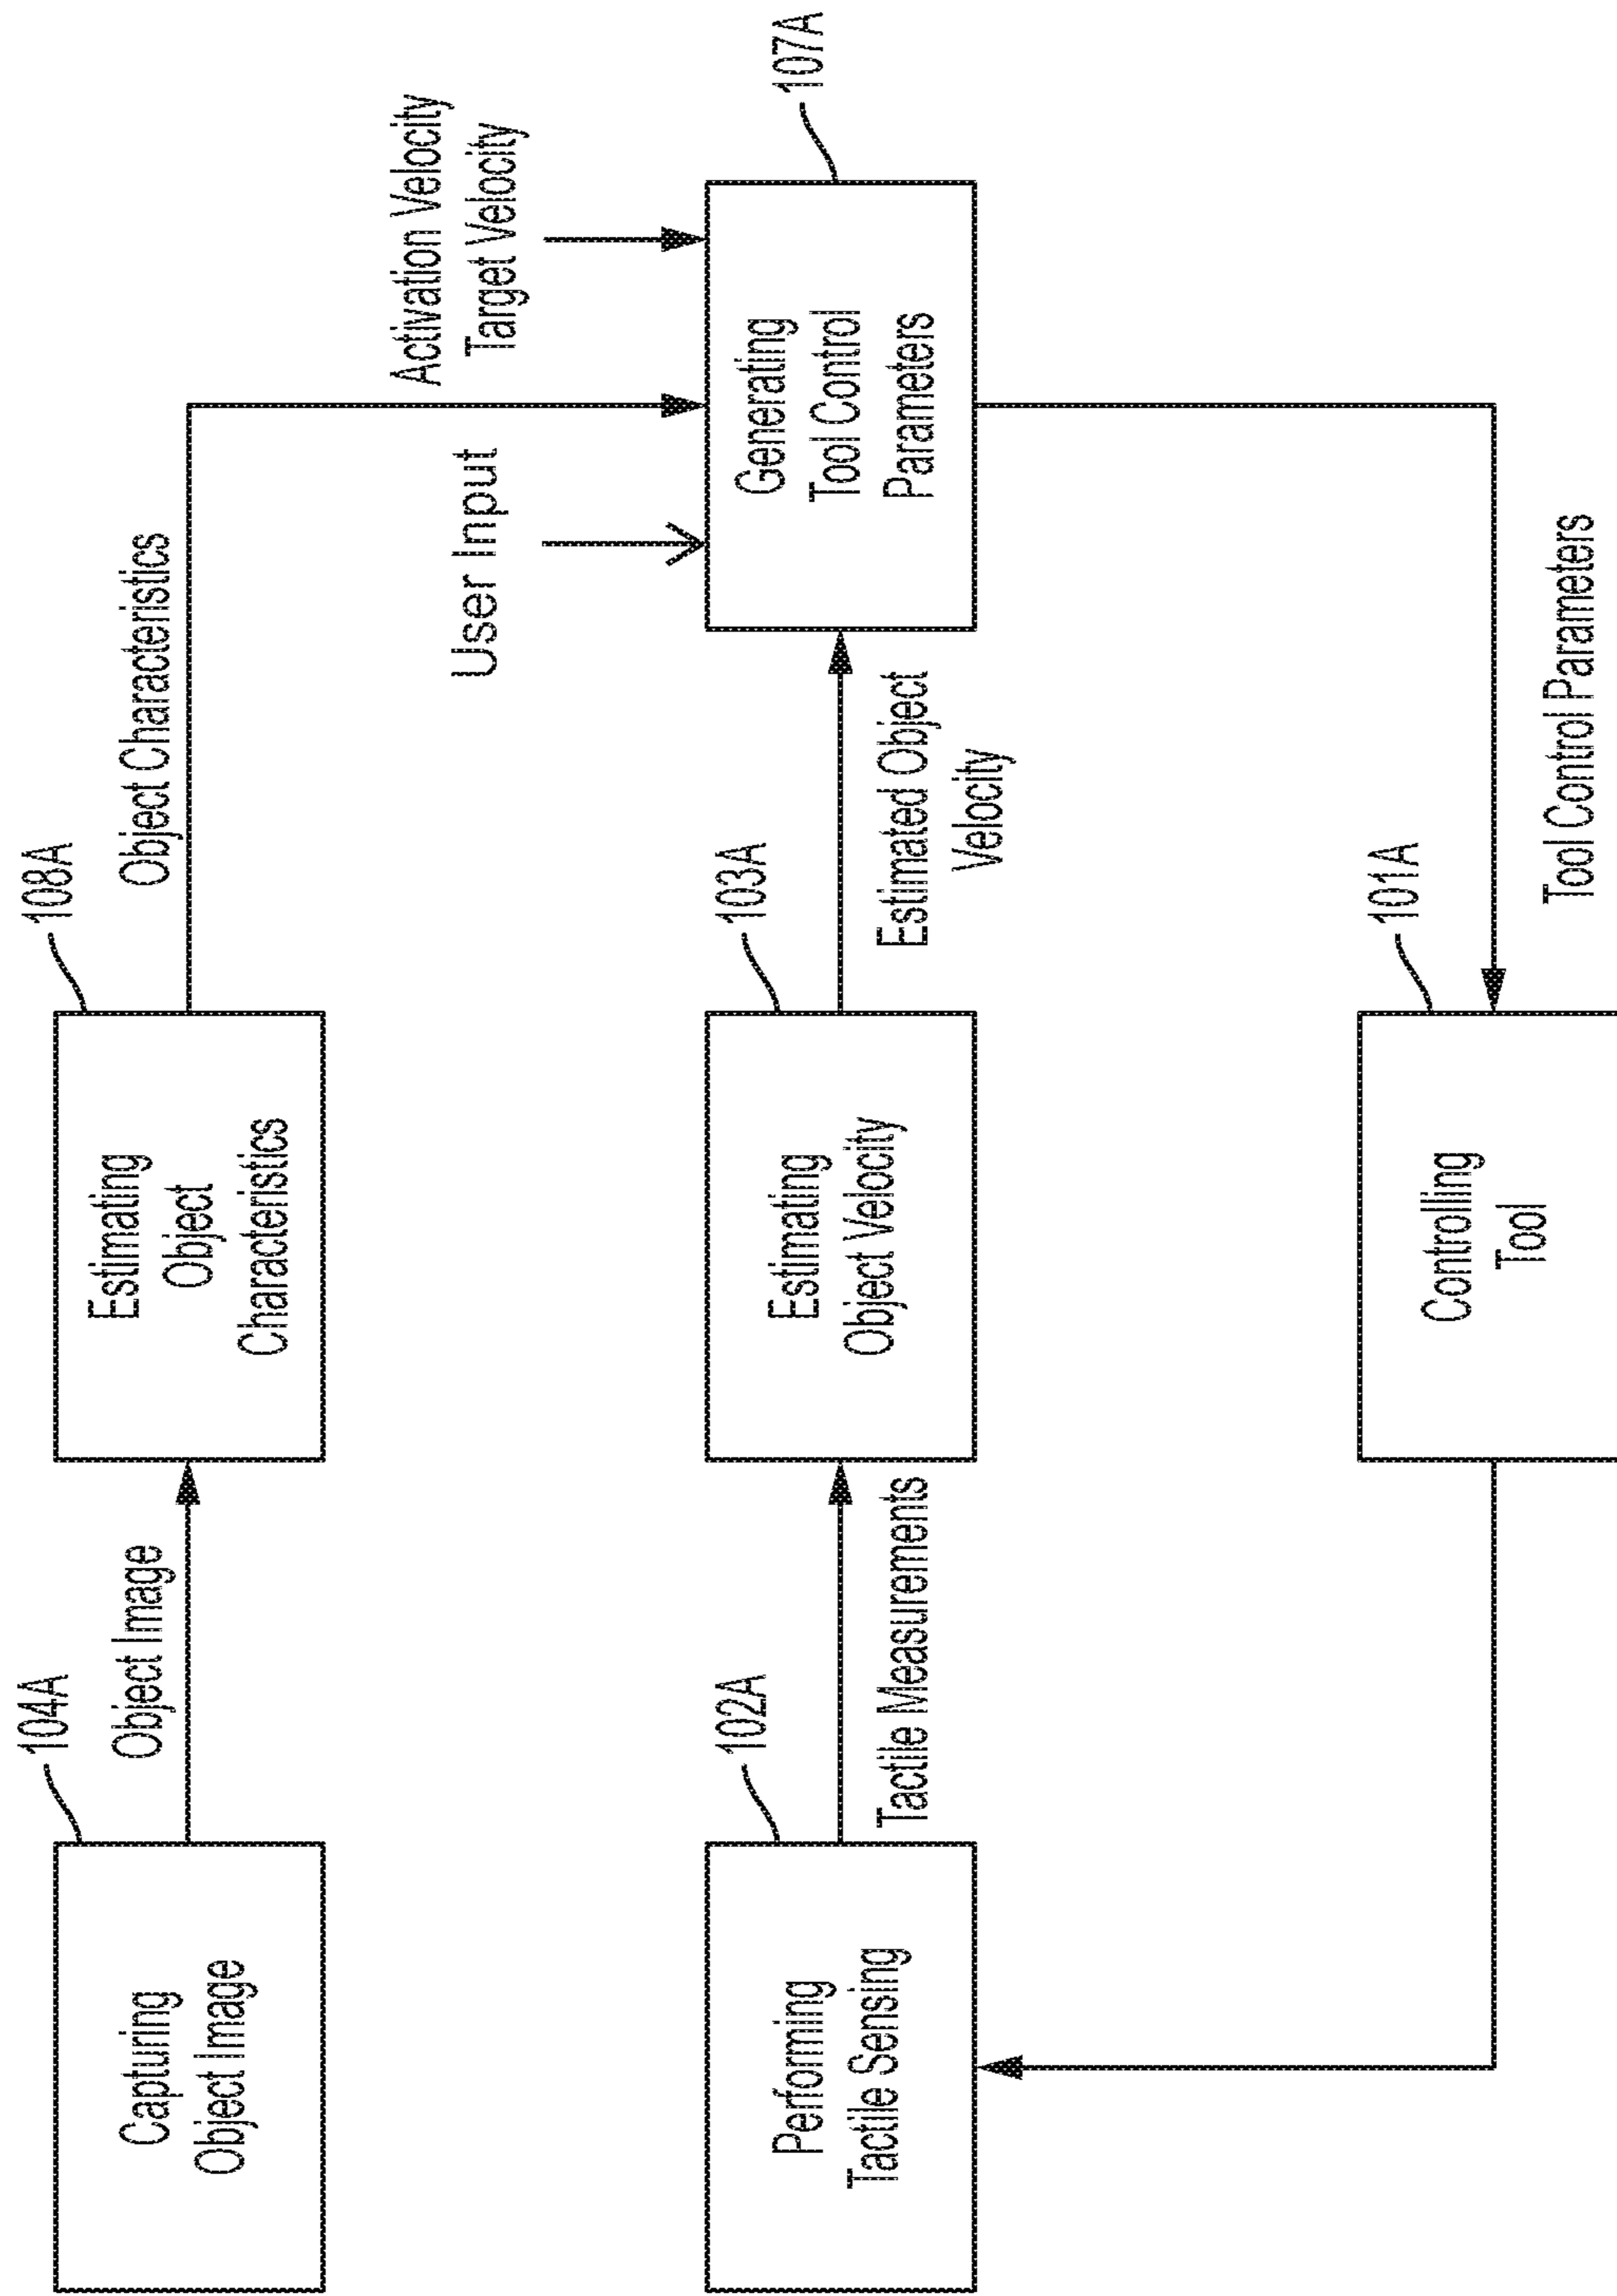 104A
Capturing
Object Image
Object Image
108A
Estimating
Object
Characteristics
Object Characteristics
Activation Velocity
Target Velocity
User Input
102A
Performing
Tactile Sensing
Tactile Measurements
103A
Estimating
Object Velocity
Estimated Object
Velocity
107A
Generating
Tool Control
Parameters
101A
Controlling
Tool
Tool Control Parameters